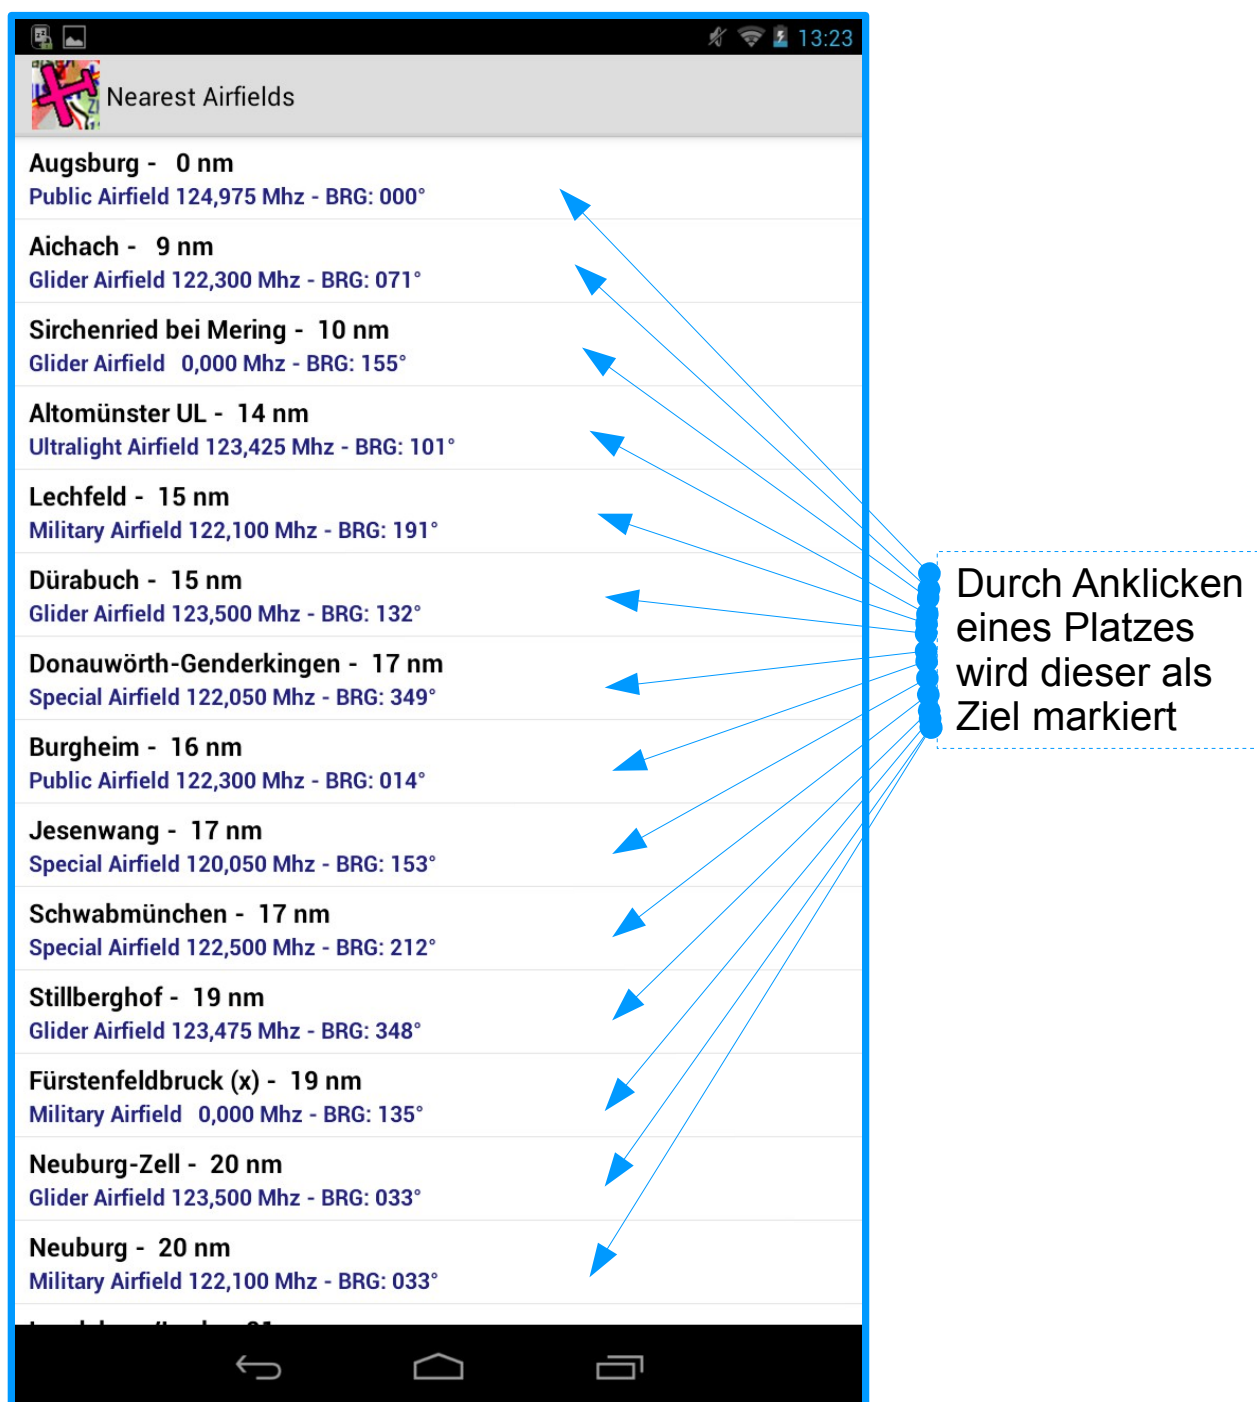 13:23
Nearest Airfields
Augsburg - 0 nm
Public Airfield 124,975 Mhz - BRG: 000°
Aichach - 9 nm
Glider Airfield 122,300 Mhz - BRG: 071°
Sirchenried bei Mering - 10 nm
Glider Airfield 0,000 Mhz - BRG: 155°
Altomünster UL - 14 nm
Ultralight Airfield 123,425 Mhz - BRG: 101°
Lechfeld - 15 nm
Military Airfield 122,100 Mhz - BRG: 191°
Dürabuch - 15 nm
Glider Airfield 123,500 Mhz - BRG: 132°
Donauwörth-Genderkingen - 17 nm
Special Airfield 122,050 Mhz - BRG: 349°
Burgheim - 16 nm
Public Airfield 122,300 Mhz - BRG: 014°
Jesenwang - 17 nm
Special Airfield 120,050 Mhz - BRG: 153°
Schwabmünchen - 17 nm
Special Airfield 122,500 Mhz - BRG: 212°
Stillberghof - 19 nm
Glider Airfield 123,475 Mhz - BRG: 348°
Fürstenfeldbruck (x) - 19 nm
Military Airfield 0,000 Mhz - BRG: 135°
Neuburg-Zell - 20 nm
Glider Airfield 123,500 Mhz - BRG: 033°
Neuburg - 20 nm
Military Airfield 122,100 Mhz - BRG: 033°
Durch Anklicken
eines Platzes
wird dieser als
Ziel markiert